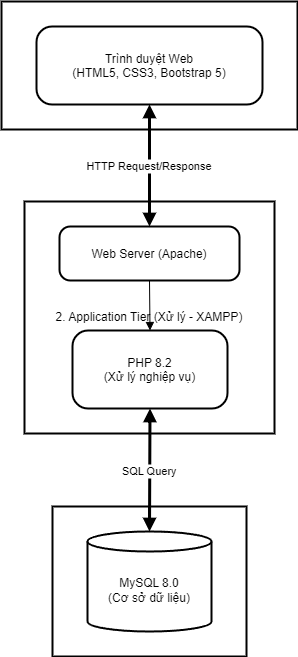 Trình duyệt Web
(HTML5, CSS3, Bootstrap 5)
HTTP Request/Response
Web Server (Apache)
2. Application Tier (Xử lý - XAMPP)
PHP 8.2
(Xử lý nghiệp vụ)
SQL Query
MySQL 8.0
(Cơ sở dữ liệu)